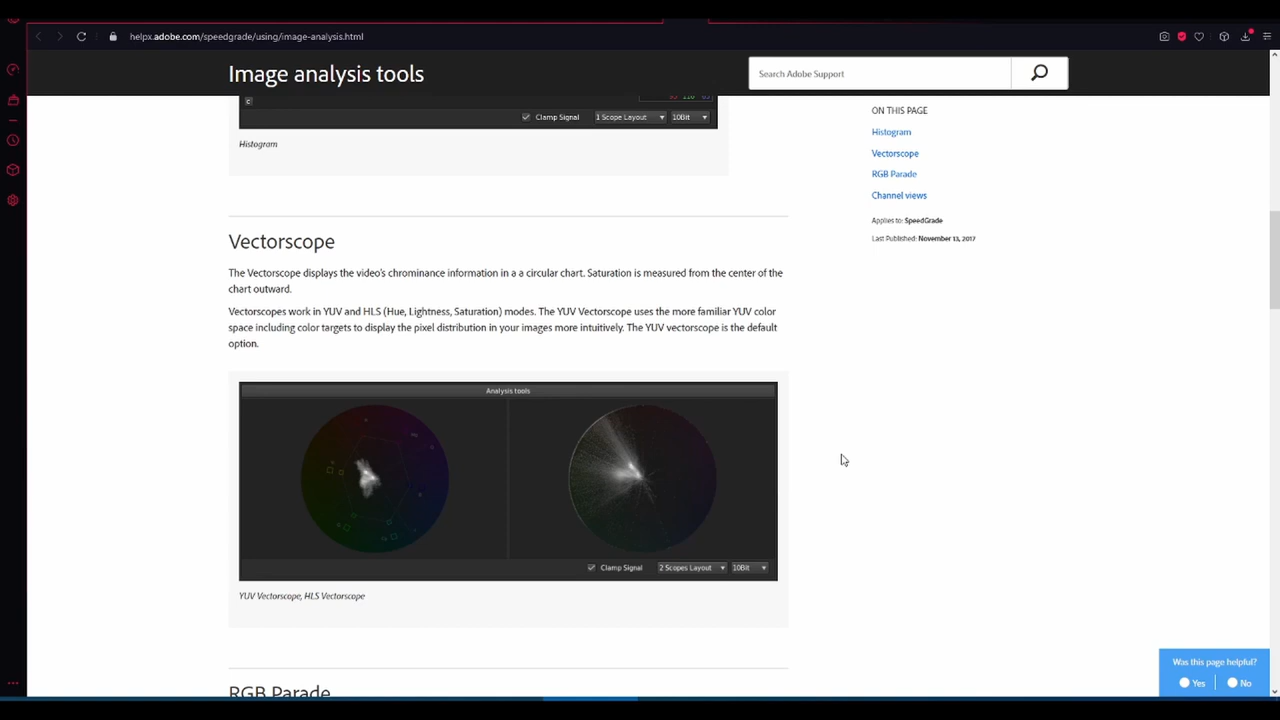 helpx.adobe.com/speedgrade/using/image-analysis.html
Image analysis tools
Search Adobe Support
Clamp Signal 1 Scope Layout 10Bit
Histogram
ON THIS PAGE
Histogram
Vectorscope
RGB Parade
Channel views
Applies to: SpeedGrade
Last Published: November 13, 2017
Vectorscope
The Vectorscope displays the video's chrominance information in a a circular chart. Saturation is measured from the center of the
chart outward.
Vectorscopes work in YUV and HLS (Hue, Lightness, Saturation) modes. The YUV Vectorscope uses the more familiar YUV color
space including color targets to display the pixel distribution in your images more intuitively. The YUV vectorscope is the default
option.
Analysis tools
Clamp Signal 2 Scopes Layout 10Bit
YUV Vectorscope, HLS Vectorscope
RGB Parade
Was this page helpful?
Yes No